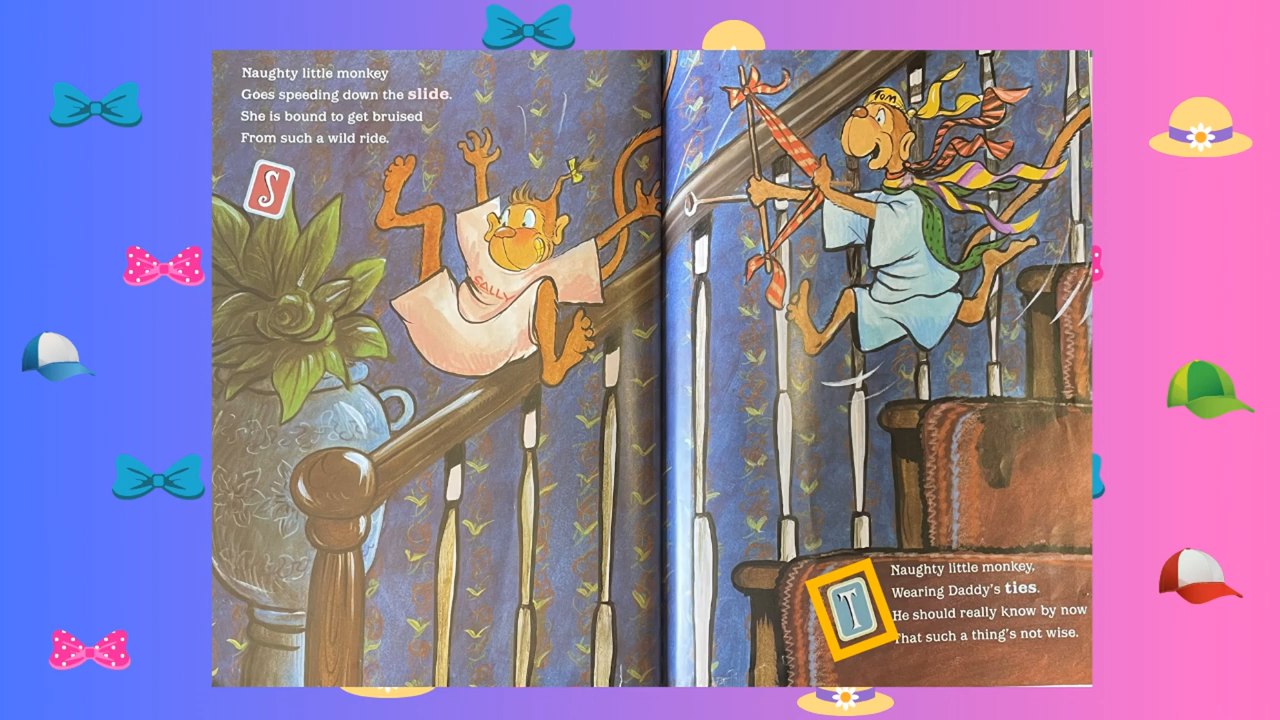 Naughty little monkey
Goes speeding down the slide.
She is bound to get bruised
From such a wild ride.
S
SALLY
TOM
T
Naughty little monkey,
Wearing Daddy's ties.
He should really know by now
That such a thing's not wise.